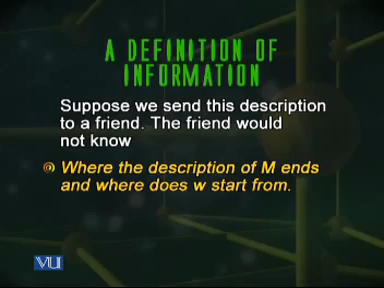 A DEFINITION OF
INFORMATION
Suppose we send this description
to a friend. The friend would
not know
Where the description of M ends
and where does w start from.
VU